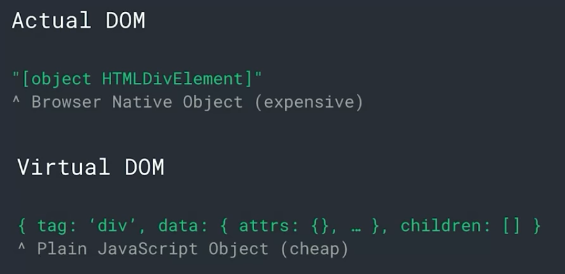 Actual DOM
"[object HTMLDivElement]"
^ Browser Native Object (expensive)
Virtual DOM
{ tag: ‘div’, data: { attrs: {}, … }, children: [] }
^ Plain JavaScript Object (cheap)